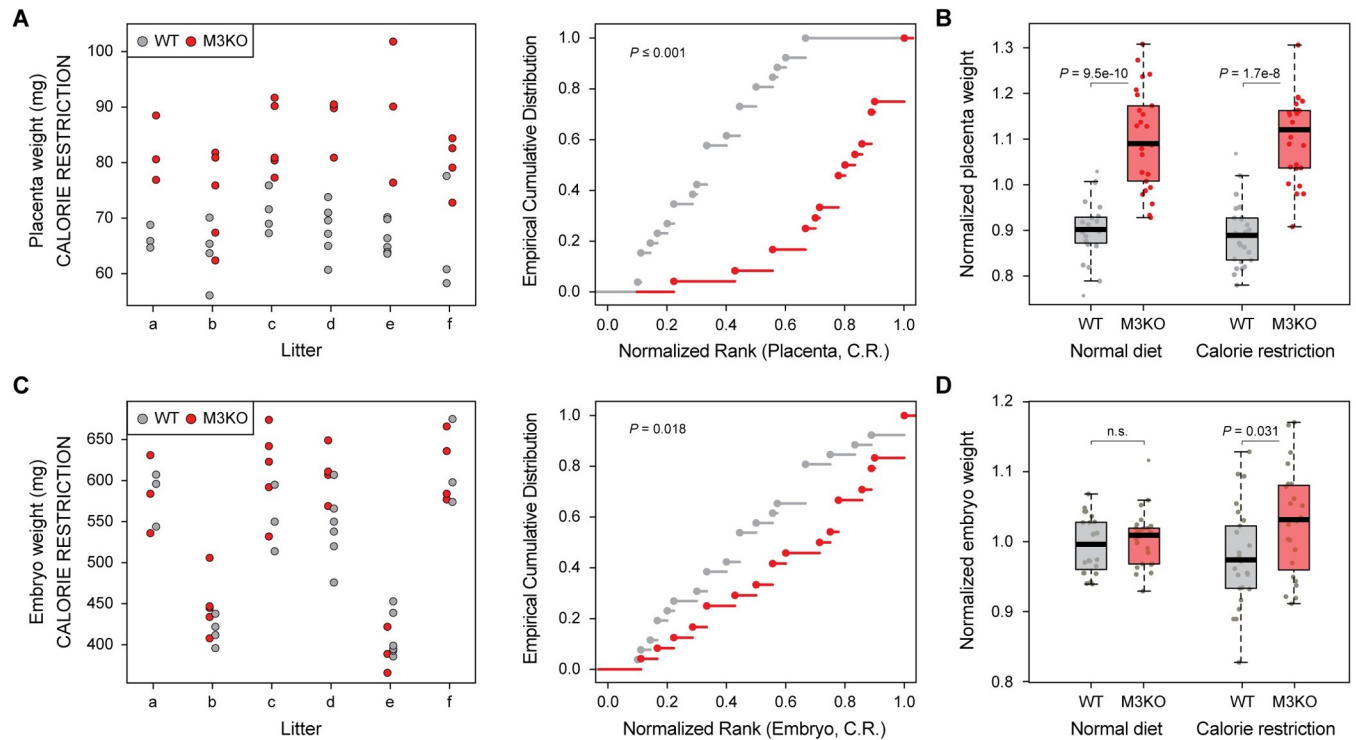 A
WT M3KO
Placenta weight (mg)
CALORIE RESTRICTION
100
90
80
70
60
a b c d e f
Litter
P ≤ 0.001
Empirical Cumulative Distribution
1.0
0.8
0.6
0.4
0.2
0.0
0.0 0.2 0.4 0.6 0.8 1.0
Normalized Rank (Placenta, C.R.)
B
Normalized placenta weight
1.3
1.2
1.1
1.0
0.9
0.8
P = 9.5e-10 P = 1.7e-8
WT M3KO WT M3KO
Normal diet Calorie restriction
C
WT M3KO
Embryo weight (mg)
CALORIE RESTRICTION
650
600
550
500
450
400
a b c d e f
Litter
P = 0.018
Empirical Cumulative Distribution
1.0
0.8
0.6
0.4
0.2
0.0
0.0 0.2 0.4 0.6 0.8 1.0
Normalized Rank (Embryo, C.R.)
D
Normalized embryo weight
1.2
1.1
1.0
0.9
0.8
n.s. P = 0.031
WT M3KO WT M3KO
Normal diet Calorie restriction